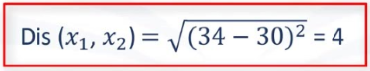 Dis (x₁, x₂) = √(34 − 30)² = 4